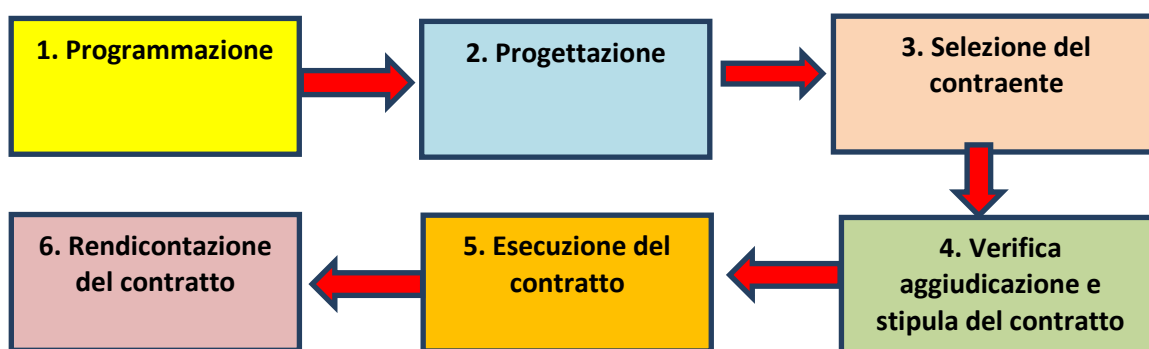 1. Programmazione
2. Progettazione
3. Selezione del
contraente
4. Verifica
aggiudicazione e
stipula del contratto
5. Esecuzione del
contratto
6. Rendicontazione
del contratto